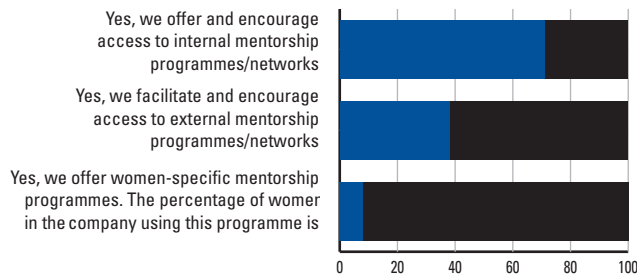 Yes, we offer and encourage
access to internal mentorship
programmes/networks
Yes, we facilitate and encourage
access to external mentorship
programmes/networks
Yes, we offer women-specific mentorship
programmes. The percentage of women
in the company using this programme is
0 20 40 60 80 100